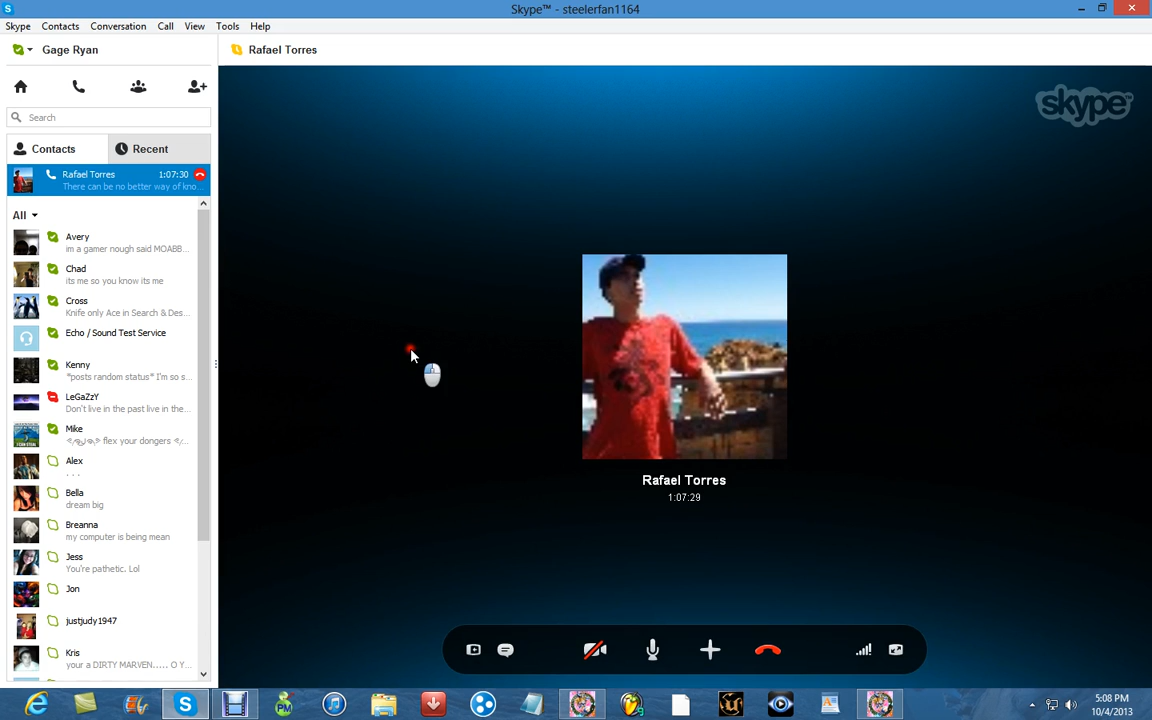 Skype™ - steelerfan1164
Skype Contacts Conversation Call View Tools Help
Gage Ryan
Rafael Torres
skype™
Search
Contacts
Recent
Rafael Torres 1:07:30
There can be no better way of kno...
All
Avery
im a gamer nough said MOABB...
Chad
its me so you know its me
Cross
Knife only Ace in Search & Des...
Echo / Sound Test Service
Kenny
*posts random status* I'm so s...
LeGaZzY
Don't live in the past live in the...
Mike
flex your dongers
Alex
. . .
Bella
dream big
Breanna
my computer is being mean
Jess
You're pathetic. Lol
Jon
justjudy1947
Kris
your a DIRTY MARVEN..... O Y...
Rafael Torres
1:07:29
5:08 PM
10/4/2013